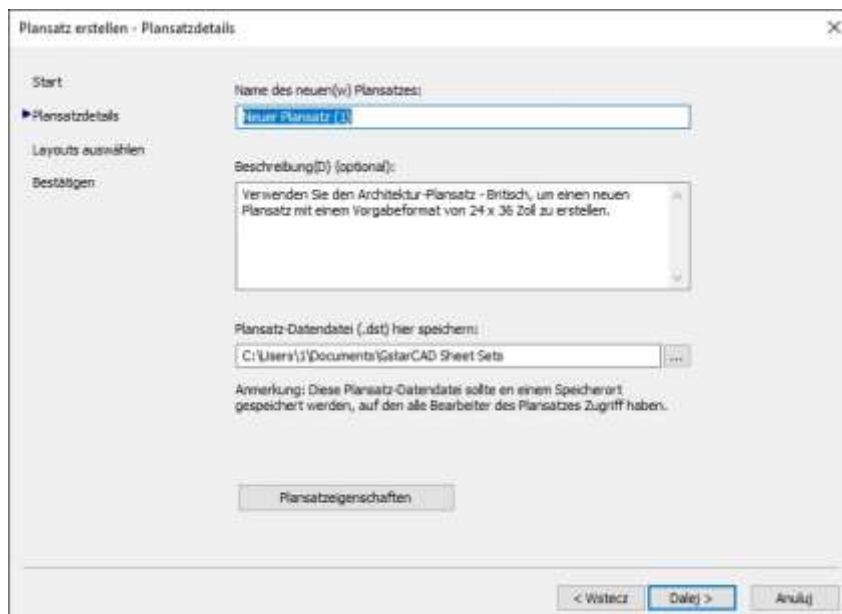 Plansatz erstellen - Plansatzdetails
Start
Plansatzdetails
Layouts auswählen
Bestätigen
Name des neuen(w) Plansatzes:
Neuer Plansatz (1)
Beschreibung(D) (optional):
Verwenden Sie den Architektur-Plansatz - Britisch, um einen neuen
Plansatz mit einem Vorgabeformat von 24 x 36 Zoll zu erstellen.
Plansatz-Datendatei (.dst) hier speichern:
C:\Users\1\Documents\GstarCAD Sheet Sets
...
Anmerkung: Diese Plansatz-Datendatei sollte en einem Speicherort
gespeichert werden, auf den alle Bearbeiter des Plansatzes Zugriff haben.
Plansatzeigenschaften
< Wstecz
Dalej >
Anuluj